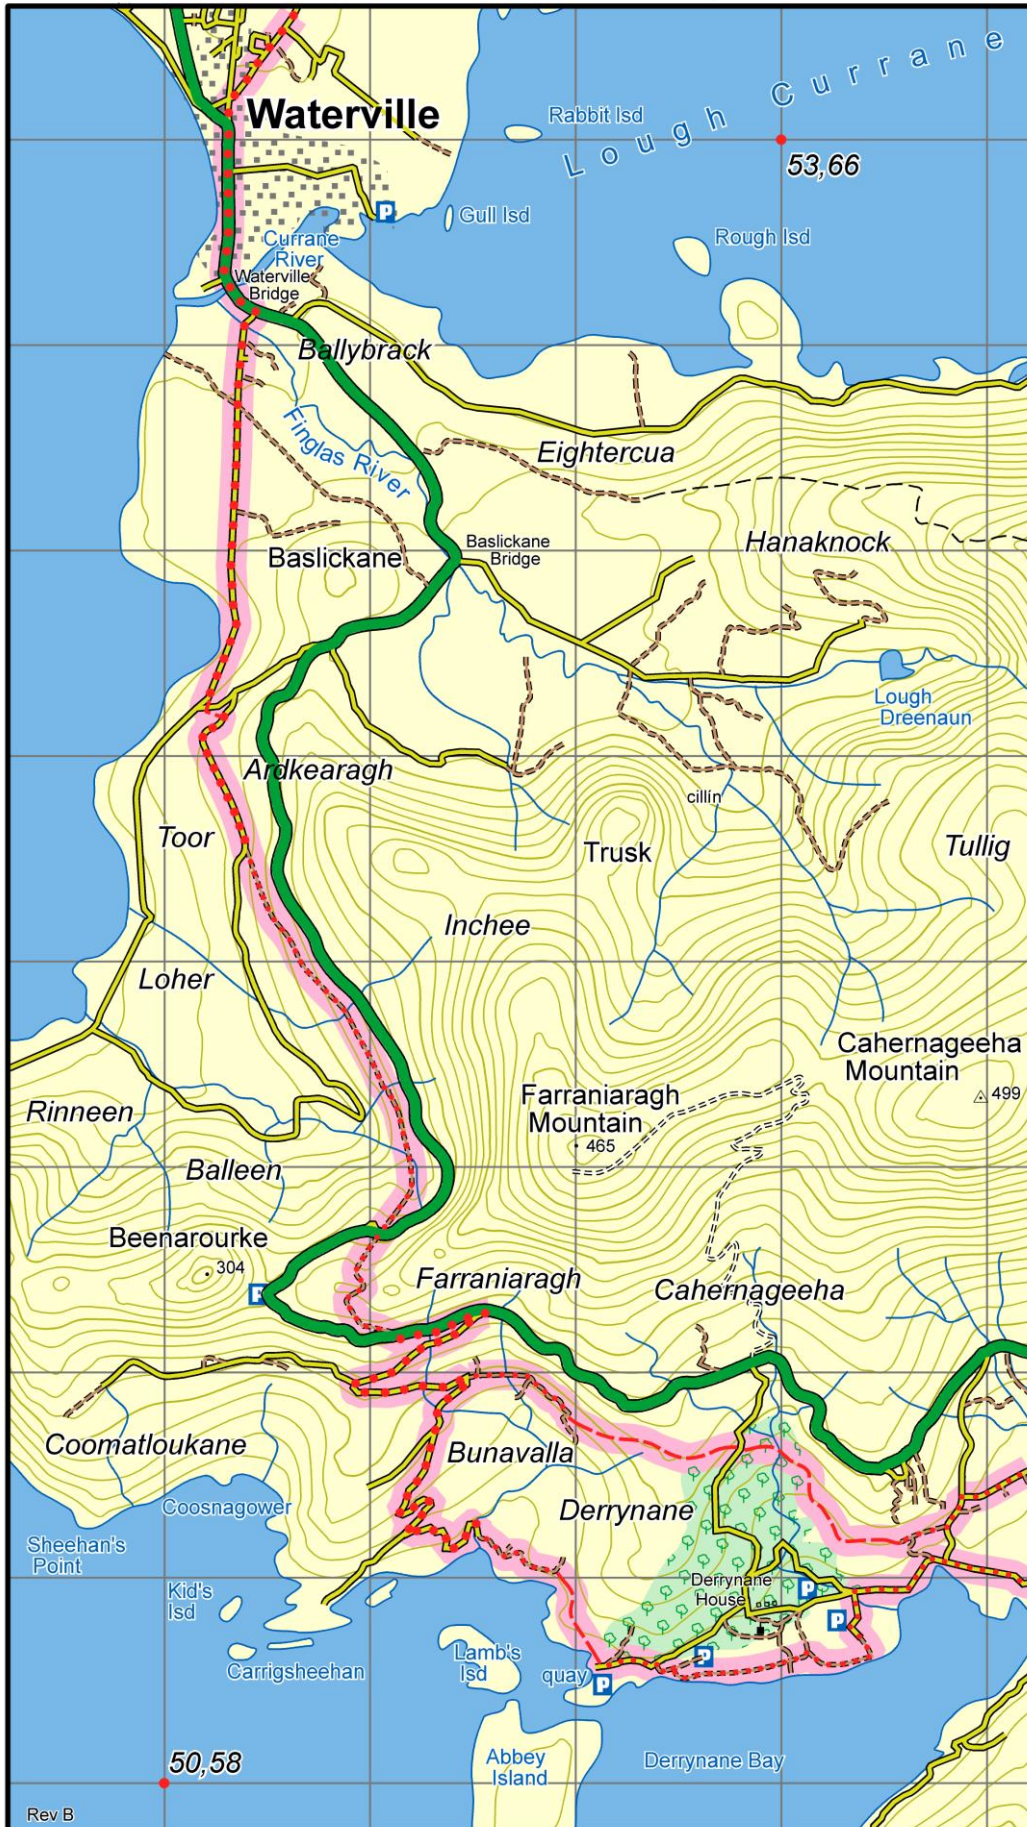 Lough Currane
Rabbit Isd
Waterville
53,66
P
Gull Isd
Currane
River
Rough Isd
Waterville
Bridge
Ballybrack
Finglas River
Eightercua
Baslickane
Bridge
Hanaknock
Baslickane
Lough
Dreenaun
Ardkearagh
cillín
Toor
Trusk
Tullig
Inchee
Loher
Cahernageeha
Mountain
499
Rinneen
Farraniaragh
Mountain
465
Balleen
Beenarourke
304
P
Farraniaragh
Cahernageeha
Coomatloukane
Bunavalla
Coosnagower
Derrynane
Sheehan's
Point
Kid's
Isd
Derrynane
House
P
P
Carrigsheehan
Lamb's
Isd
quay
P
P
50,58
Abbey
Island
Derrynane Bay
Rev B